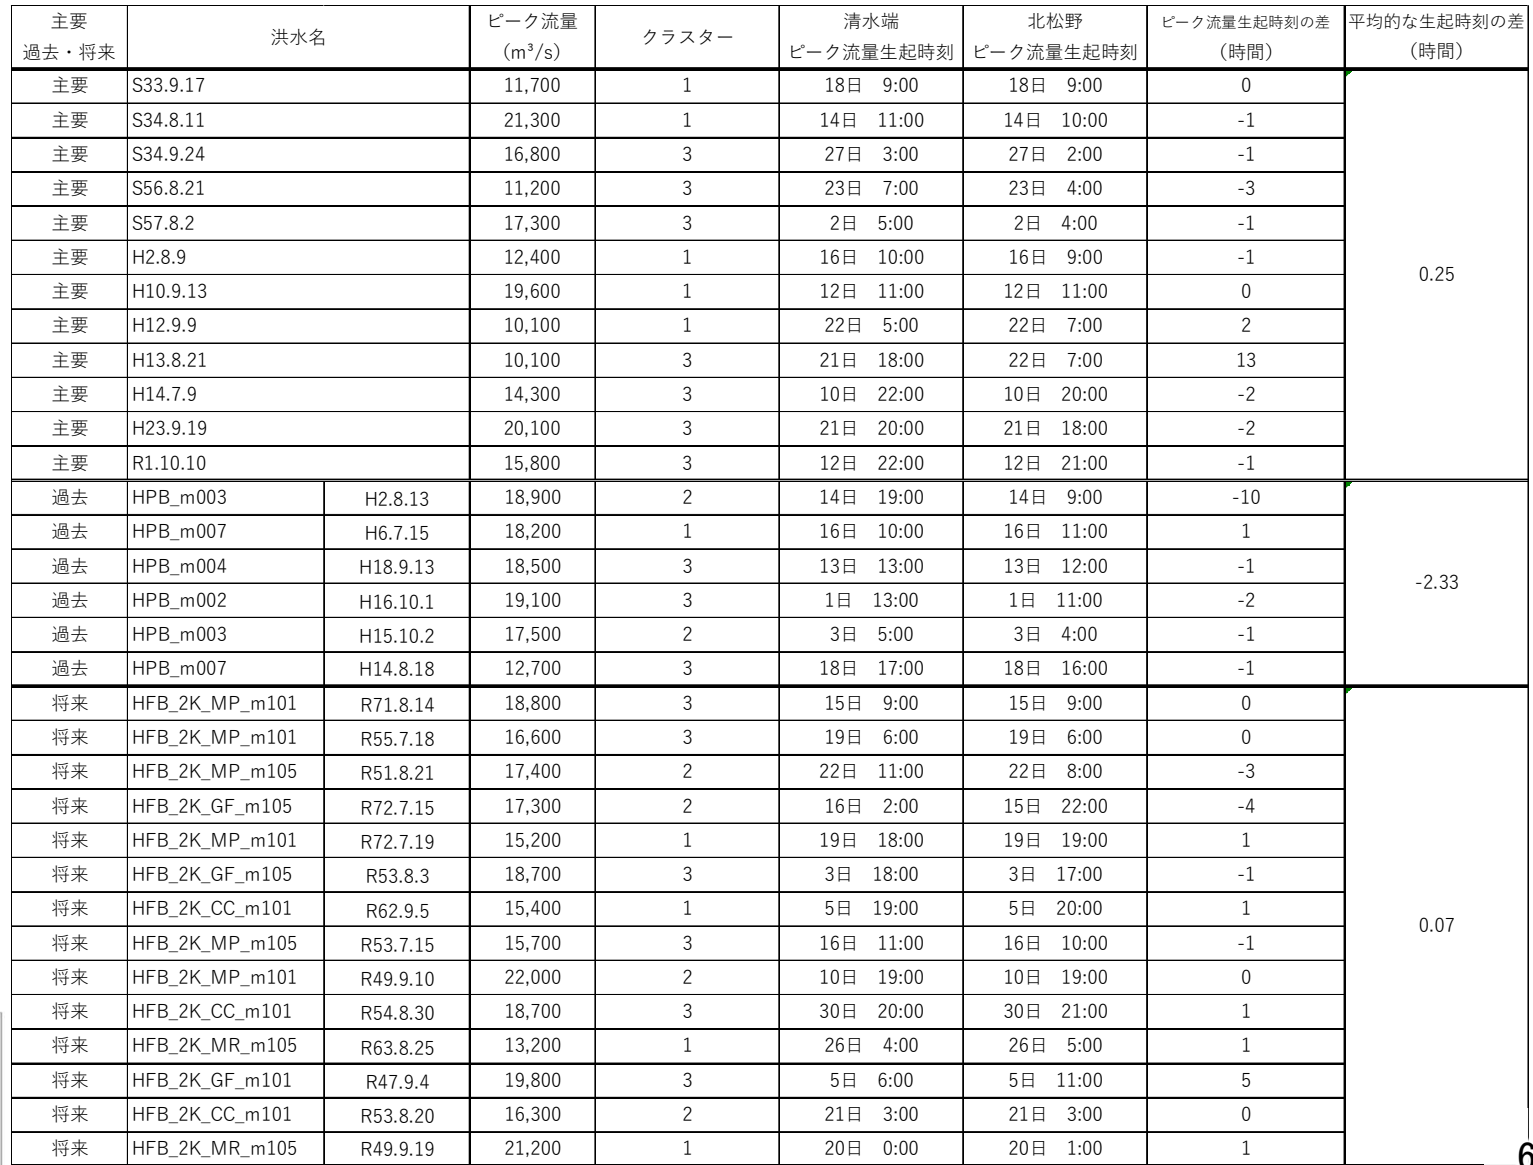 主要 過去・将来 洪水名 ピーク流量 (m³/s) クラスター 清水端 ピーク流量生起時刻 北松野 ピーク流量生起時刻 ピーク流量生起時刻の差 (時間) 平均的な生起時刻の差 (時間)
主要 S33.9.17 11,700 1 18日 9:00 18日 9:00 0
主要 S34.8.11 21,300 1 14日 11:00 14日 10:00 -1
主要 S34.9.24 16,800 3 27日 3:00 27日 2:00 -1
主要 S56.8.21 11,200 3 23日 7:00 23日 4:00 -3
主要 S57.8.2 17,300 3 2日 5:00 2日 4:00 -1
主要 H2.8.9 12,400 1 16日 10:00 16日 9:00 -1
0.25
主要 H10.9.13 19,600 1 12日 11:00 12日 11:00 0
主要 H12.9.9 10,100 1 22日 5:00 22日 7:00 2
主要 H13.8.21 10,100 3 21日 18:00 22日 7:00 13
主要 H14.7.9 14,300 3 10日 22:00 10日 20:00 -2
主要 H23.9.19 20,100 3 21日 20:00 21日 18:00 -2
主要 R1.10.10 15,800 3 12日 22:00 12日 21:00 -1
過去 HPB_m003 H2.8.13 18,900 2 14日 19:00 14日 9:00 -10
過去 HPB_m007 H6.7.15 18,200 1 16日 10:00 16日 11:00 1
過去 HPB_m004 H18.9.13 18,500 3 13日 13:00 13日 12:00 -1
-2.33
過去 HPB_m002 H16.10.1 19,100 3 1日 13:00 1日 11:00 -2
過去 HPB_m003 H15.10.2 17,500 2 3日 5:00 3日 4:00 -1
過去 HPB_m007 H14.8.18 12,700 3 18日 17:00 18日 16:00 -1
将来 HFB_2K_MP_m101 R71.8.14 18,800 3 15日 9:00 15日 9:00 0
将来 HFB_2K_MP_m101 R55.7.18 16,600 3 19日 6:00 19日 6:00 0
将来 HFB_2K_MP_m105 R51.8.21 17,400 2 22日 11:00 22日 8:00 -3
将来 HFB_2K_GF_m105 R72.7.15 17,300 2 16日 2:00 15日 22:00 -4
将来 HFB_2K_MP_m101 R72.7.19 15,200 1 19日 18:00 19日 19:00 1
将来 HFB_2K_GF_m105 R53.8.3 18,700 3 3日 18:00 3日 17:00 -1
将来 HFB_2K_CC_m101 R62.9.5 15,400 1 5日 19:00 5日 20:00 1
0.07
将来 HFB_2K_MP_m105 R53.7.15 15,700 3 16日 11:00 16日 10:00 -1
将来 HFB_2K_MP_m101 R49.9.10 22,000 2 10日 19:00 10日 19:00 0
将来 HFB_2K_CC_m101 R54.8.30 18,700 3 30日 20:00 30日 21:00 1
将来 HFB_2K_MR_m105 R63.8.25 13,200 1 26日 4:00 26日 5:00 1
将来 HFB_2K_GF_m101 R47.9.4 19,800 3 5日 6:00 5日 11:00 5
将来 HFB_2K_CC_m101 R53.8.20 16,300 2 21日 3:00 21日 3:00 0
将来 HFB_2K_MR_m105 R49.9.19 21,200 1 20日 0:00 20日 1:00 1
6